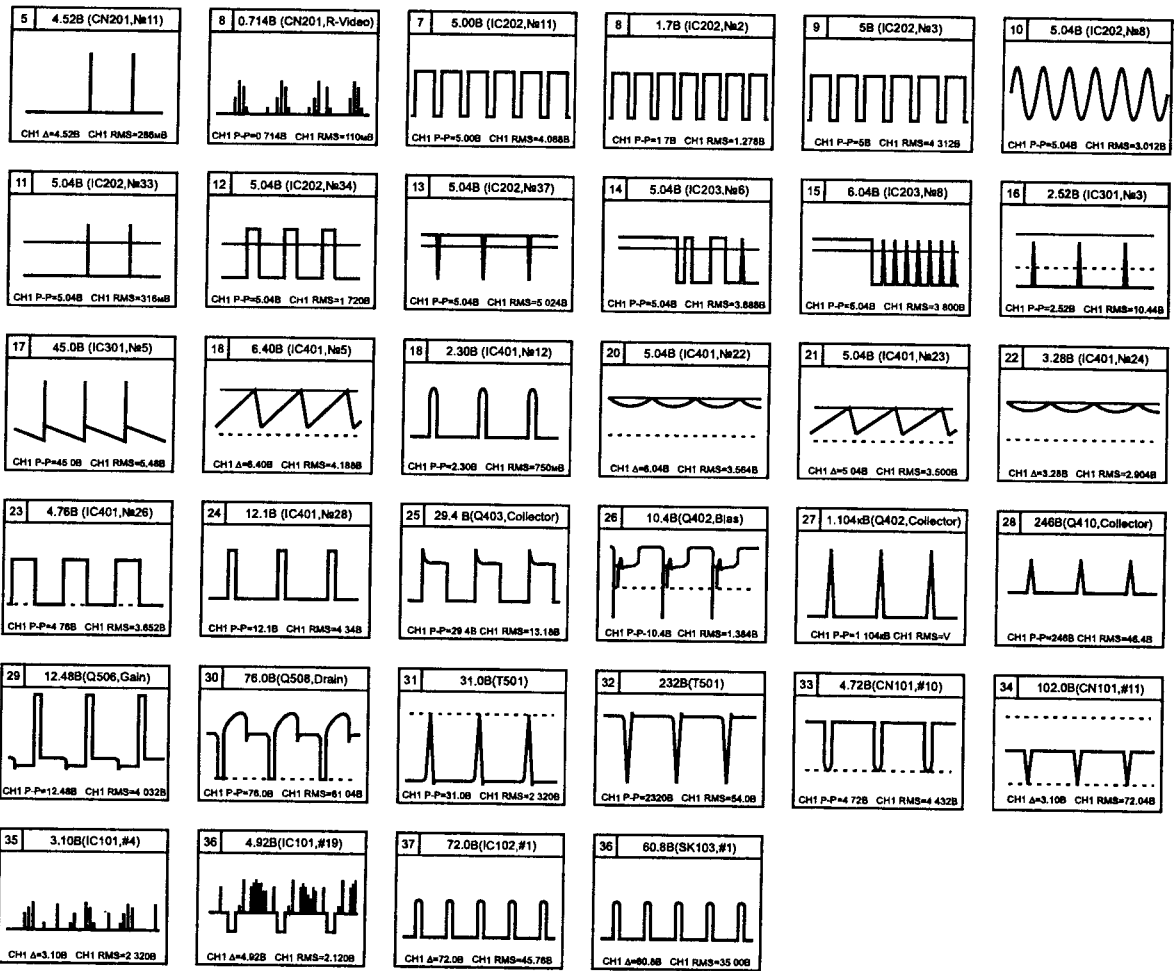 5 4.52В (CN201,№11)
CH1 Δ=4.52В CH1 RMS=286мВ
8 0.714В (CN201,R-Video)
CH1 P-P=0 714В CH1 RMS=110мВ
7 5.00В (IC202,№11)
CH1 P-P=5.00В CH1 RMS=4.088В
8 1.7В (IC202,№2)
CH1 P-P=1 7В CH1 RMS=1.278В
9 5В (IC202,№3)
CH1 P-P=5В CH1 RMS=4 312В
10 5.04В (IC202,№8)
CH1 P-P=5.04В CH1 RMS=3.012В
11 5.04В (IC202,№33)
CH1 P-P=5.04В CH1 RMS=316мВ
12 5.04В (IC202,№34)
CH1 P-P=5.04В CH1 RMS=1 720В
13 5.04В (IC202,№37)
CH1 P-P=5.04В CH1 RMS=5 024В
14 5.04В (IC203,№6)
CH1 P-P=5.04В CH1 RMS=3.688В
15 6.04В (IC203,№8)
CH1 P-P=6.04В CH1 RMS=3 800В
16 2.52В (IC301,№3)
CH1 P-P=2.52В CH1 RMS=10.44В
17 45.0В (IC301,№5)
CH1 P-P=45 0В CH1 RMS=5.48В
18 6.40В (IC401,№5)
CH1 Δ=6.40В CH1 RMS=4.188В
18 2.30В (IC401,№12)
CH1 P-P=2.30В CH1 RMS=750мВ
20 5.04В (IC401,№22)
CH1 Δ=6.04В CH1 RMS=3.564В
21 5.04В (IC401,№23)
CH1 Δ=5 04В CH1 RMS=3.500В
22 3.28В (IC401,№24)
CH1 Δ=3.28В CH1 RMS=2.904В
23 4.76В (IC401,№26)
CH1 P-P=4 76В CH1 RMS=3.652В
24 12.1В (IC401,№28)
CH1 P-P=12.1В CH1 RMS=4 34В
25 29.4 В(Q403,Collector)
CH1 P-P=29 4В CH1 RMS=13.18В
26 10.4В(Q402,Bias)
CH1 P-P-10.4В CH1 RMS=1.384В
27 1.104кВ(Q402,Collector)
CH1 P-P=1 104кВ CH1 RMS=V
28 246В(Q410,Collector)
CH1 P-P=246В CH1 RMS=46.4В
29 12.48В(Q506,Gain)
CH1 P-P=12.48В CH1 RMS=4 032В
30 76.0В(Q508,Drain)
CH1 P-P=76.0В CH1 RMS=61 04В
31 31.0В(T501)
CH1 P-P=31.0В CH1 RMS=2 320В
32 232В(T501)
CH1 P-P=2320В CH1 RMS=54.0В
33 4.72В(CN101,#10)
CH1 P-P=4 72В CH1 RMS=4 432В
34 102.0В(CN101,#11)
CH1 Δ=3.10В CH1 RMS=72.04В
35 3.10В(IC101,#4)
CH1 Δ=3.10В CH1 RMS=2 320В
36 4.92В(IC101,#19)
CH1 Δ=4.92В CH1 RMS=2.120В
37 72.0В(IC102,#1)
CH1 Δ=72.0В CH1 RMS=45.76В
36 60.8В(SK103,#1)
CH1 Δ=60.8В CH1 RMS=35 00В